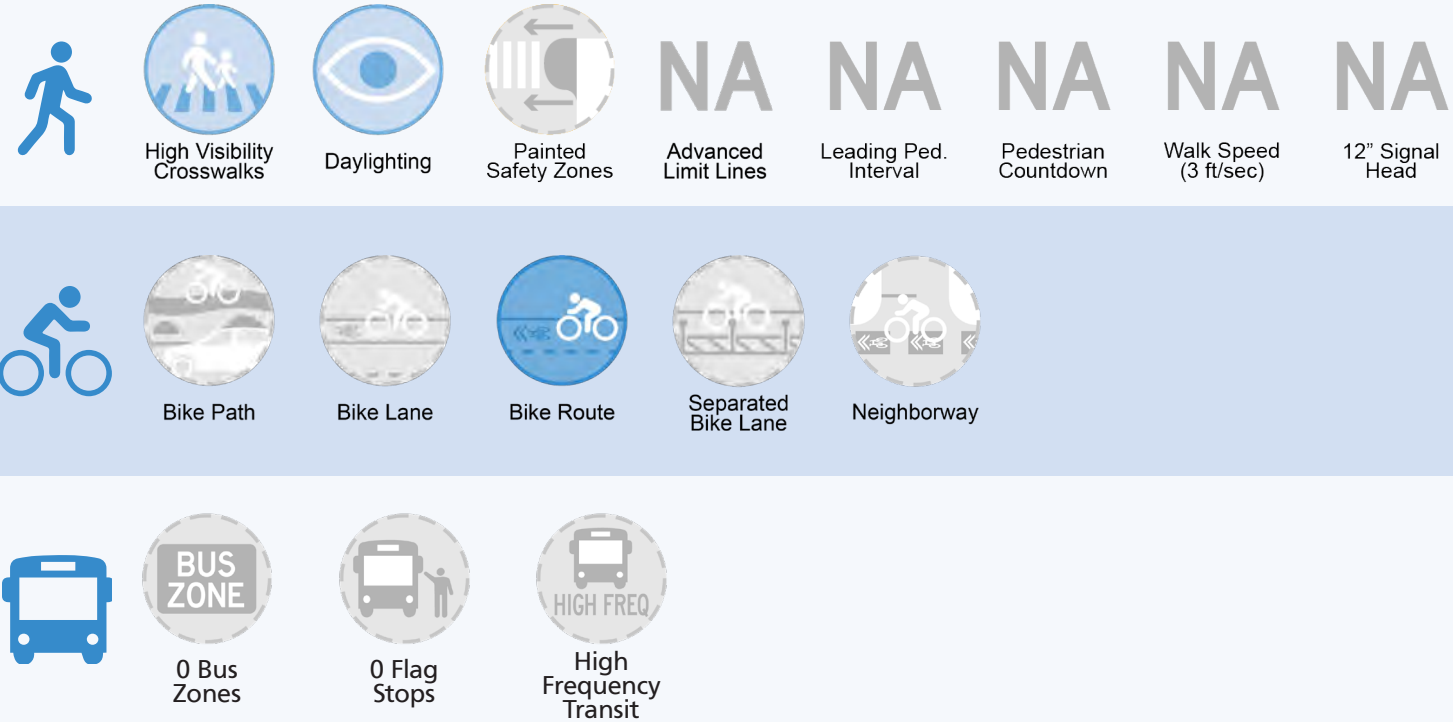 NA NA NA NA NA
High Visibility
Crosswalks
Daylighting
Painted
Safety Zones
Advanced
Limit Lines
Leading Ped.
Interval
Pedestrian
Countdown
Walk Speed
(3 ft/sec)
12” Signal
Head
Bike Path
Bike Lane
Bike Route
Separated
Bike Lane
Neighborway
BUS
ZONE
HIGH FREQ
0 Bus
Zones
0 Flag
Stops
High
Frequency
Transit